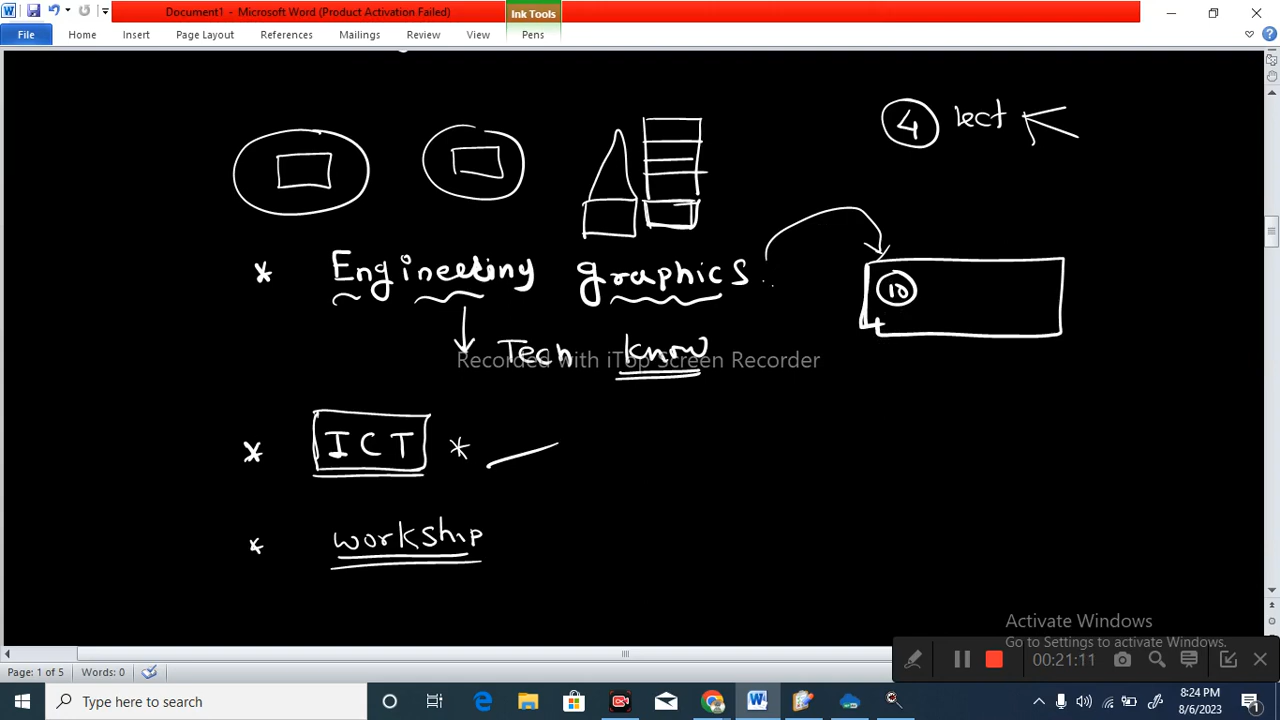 Document1 - Microsoft Word (Product Activation Failed)
Ink Tools
File Home Insert Page Layout References Mailings Review View Pens
4 lect
* Engineering graphics
10
Tech know
Recorded with iTop Screen Recorder
* ICT *
* workship
Activate Windows
Go to Settings to activate Windows.
00:21:11
Page: 1 of 5 Words: 0
Type here to search
8:24 PM
8/6/2023